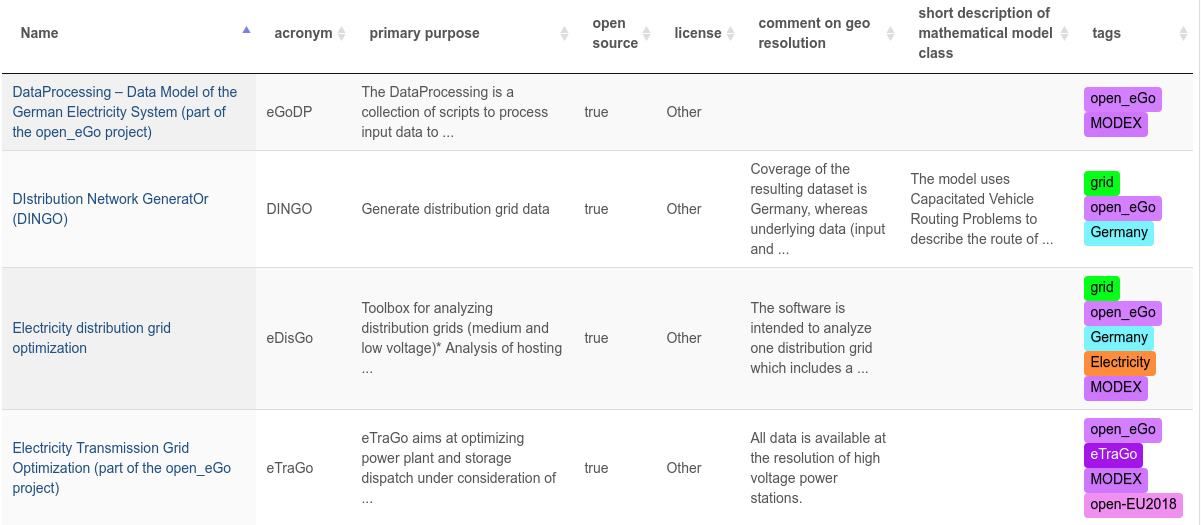 Name
acronym
primary purpose
open
source
license
comment on geo
resolution
short description of
mathematical model
class
tags
DataProcessing – Data Model of the
German Electricity System (part of
the open_eGo project)
eGoDP
The DataProcessing is a
collection of scripts to process
input data to ...
true
Other
open_eGo
MODEX
DIstribution Network GeneratOr
(DINGO)
DINGO
Generate distribution grid data
true
Other
Coverage of the
resulting dataset is
Germany, whereas
underlying data (input
and ...
The model uses
Capacitated Vehicle
Routing Problems to
describe the route of ...
grid
open_eGo
Germany
Electricity distribution grid
optimization
eDisGo
Toolbox for analyzing
distribution grids (medium and
low voltage)* Analysis of hosting
...
true
Other
The software is
intended to analyze
one distribution grid
which includes a ...
grid
open_eGo
Germany
Electricity
MODEX
Electricity Transmission Grid
Optimization (part of the open_eGo
project)
eTraGo
eTraGo aims at optimizing
power plant and storage
dispatch under consideration of
...
true
Other
All data is available at
the resolution of high
voltage power
stations.
open_eGo
eTraGo
MODEX
open-EU2018